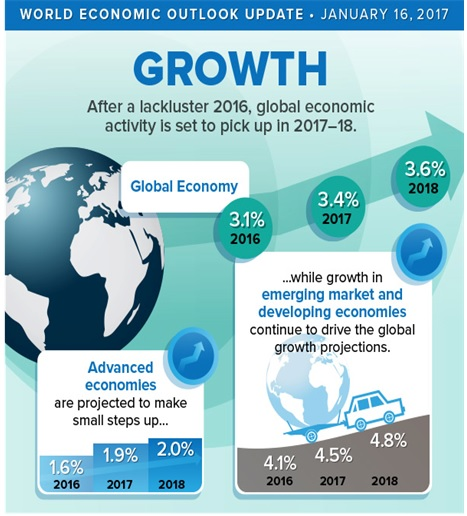 WORLD ECONOMIC OUTLOOK UPDATE • JANUARY 16, 2017
GROWTH
After a lackluster 2016, global economic
activity is set to pick up in 2017–18.
Global Economy
3.1%
2016
3.4%
2017
3.6%
2018
...while growth in
emerging market and
developing economies
continue to drive the global
growth projections.
4.1%
2016
4.5%
2017
4.8%
2018
Advanced
economies
are projected to make
small steps up...
1.6%
2016
1.9%
2017
2.0%
2018